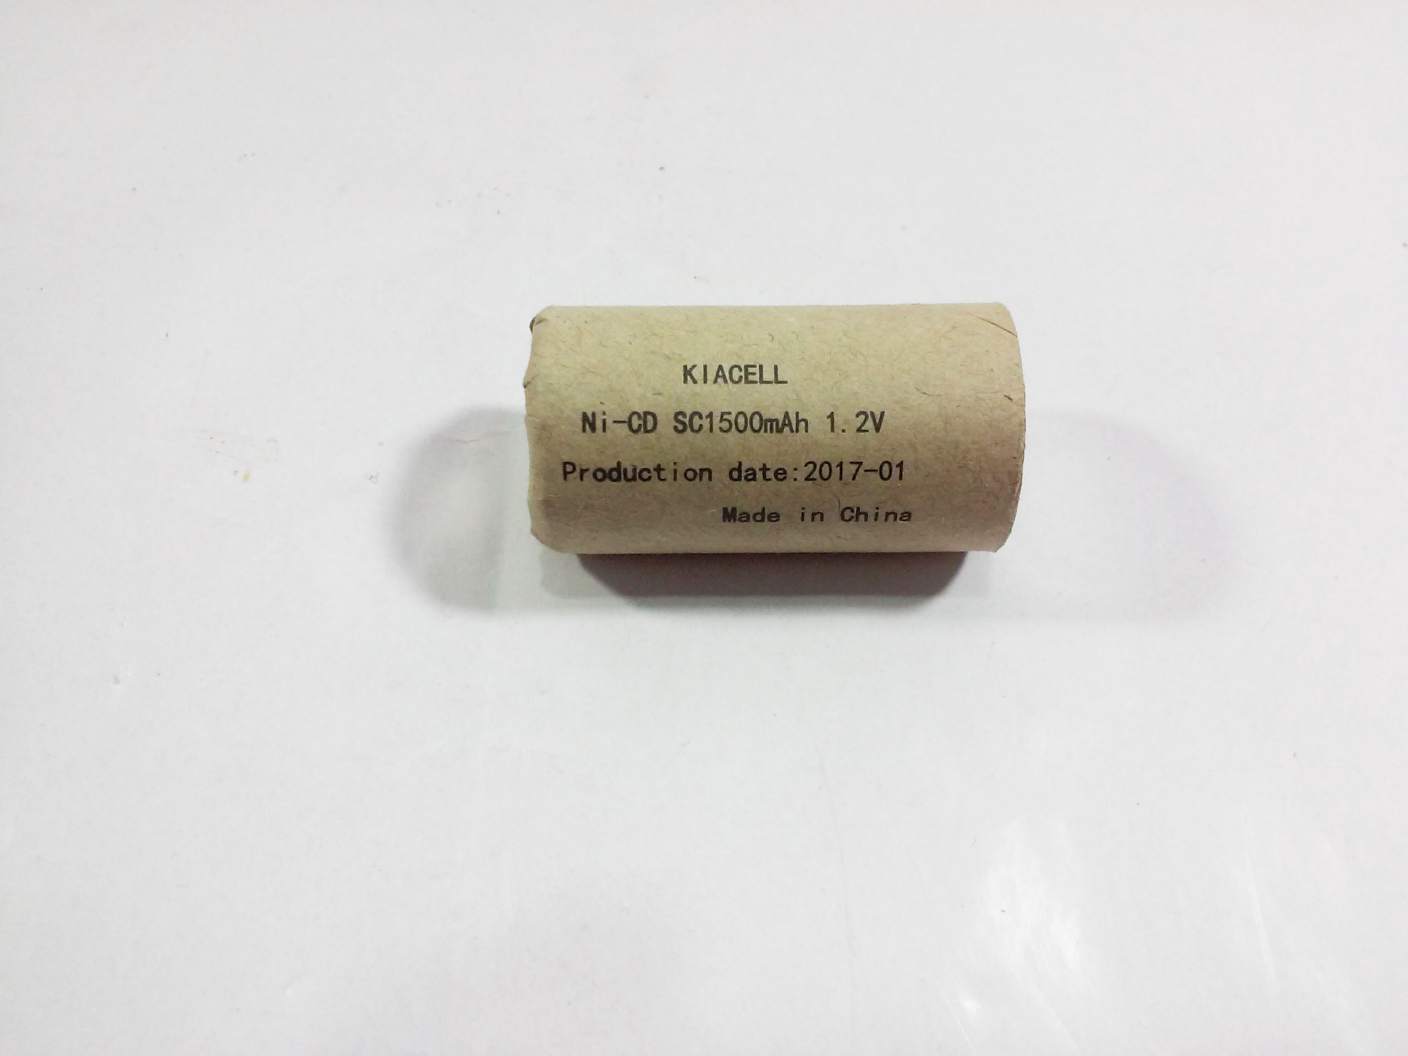 KIACELL
Ni-CD SC1500mAh 1.2V
Production date:2017-01
Made in China